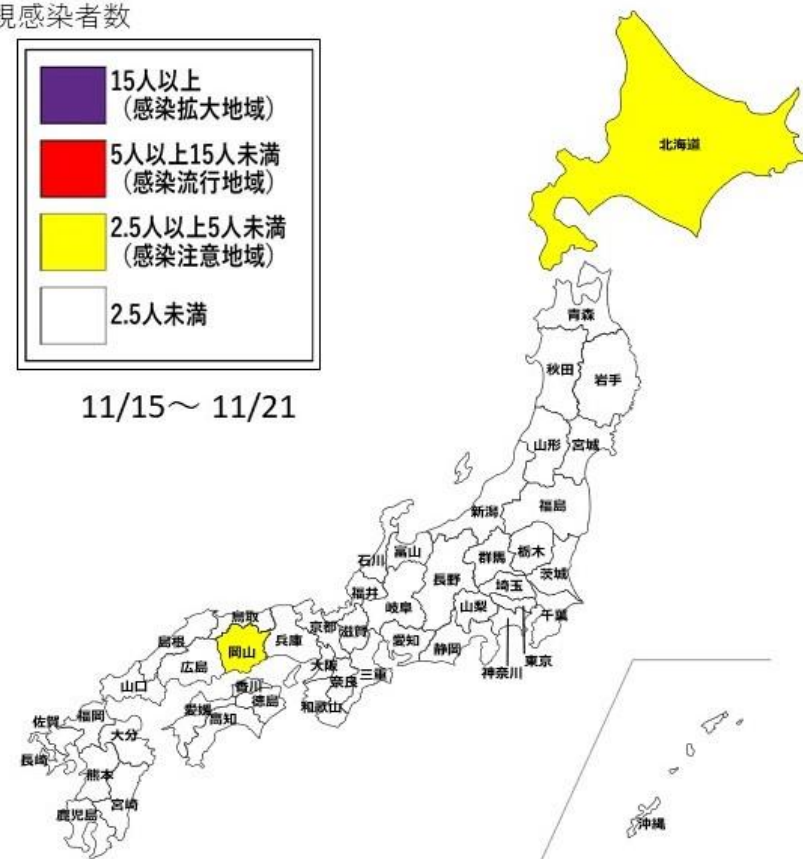 規感染者数
15人以上
（感染拡大地域）
5人以上15人未満
（感染流行地域）
2.5人以上5人未満
（感染注意地域）
2.5人未満
11/15～ 11/21
北海道
青森
秋田
岩手
山形
宮城
新潟
福島
石川
富山
群馬
栃木
福井
長野
埼玉
茨城
岐阜
山梨
千葉
鳥取
京都
滋賀
愛知
静岡
東京
神奈川
島根
岡山
兵庫
広島
大阪
奈良
三重
山口
香川
徳島
和歌山
愛媛
高知
佐賀
福岡
大分
長崎
熊本
宮崎
鹿児島
沖縄